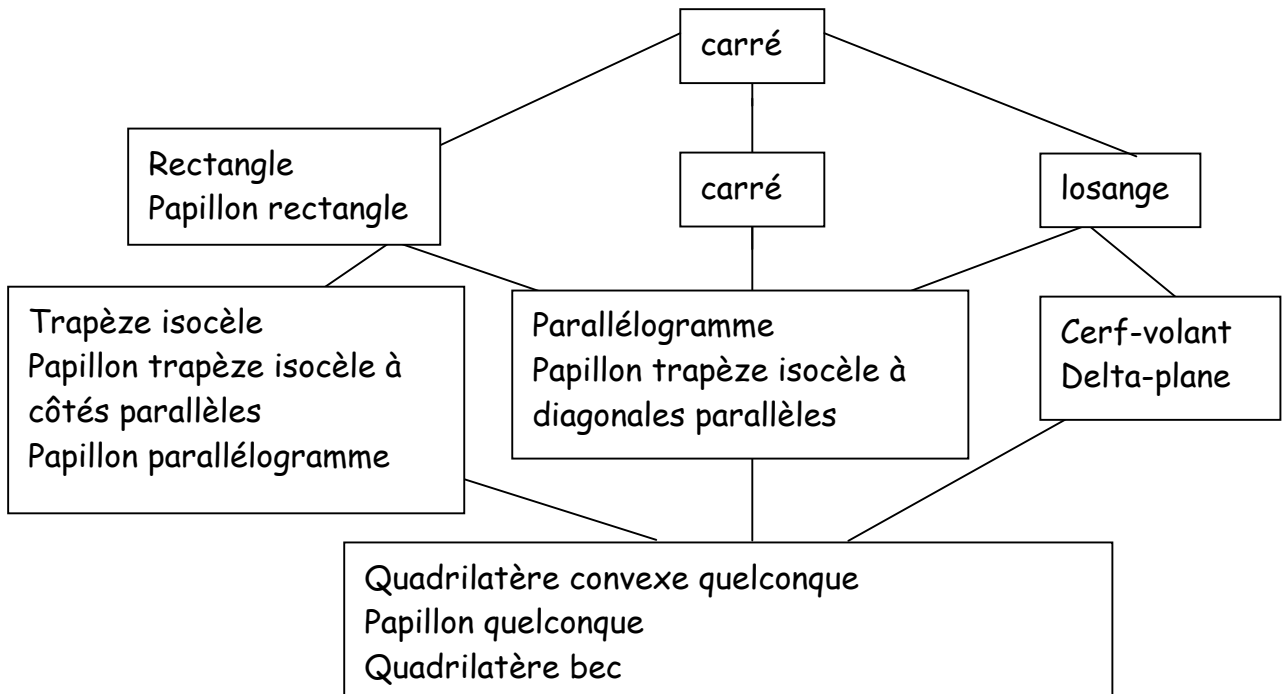 carré
Rectangle
Papillon rectangle
carré
losange
Trapèze isocèle
Papillon trapèze isocèle à
côtés parallèles
Papillon parallélogramme
Parallélogramme
Papillon trapèze isocèle à
diagonales parallèles
Cerf-volant
Delta-plane
Quadrilatère convexe quelconque
Papillon quelconque
Quadrilatère bec